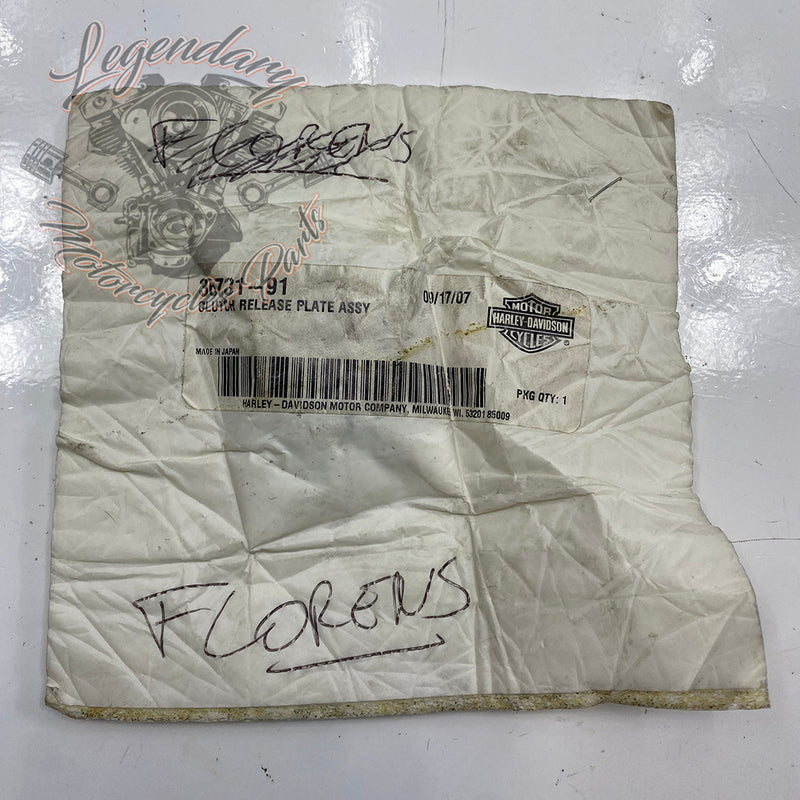 Legendary
Motorcycles Parts
FLORENS
36731-91
CLUTCH RELEASE PLATE ASSY
09/17/07
MOTOR
HARLEY-DAVIDSON
CYCLES
®
MADE IN JAPAN
PKG QTY: 1
HARLEY-DAVIDSON MOTOR COMPANY, MILWAUKEE WI. 53201 85009
FLORENS